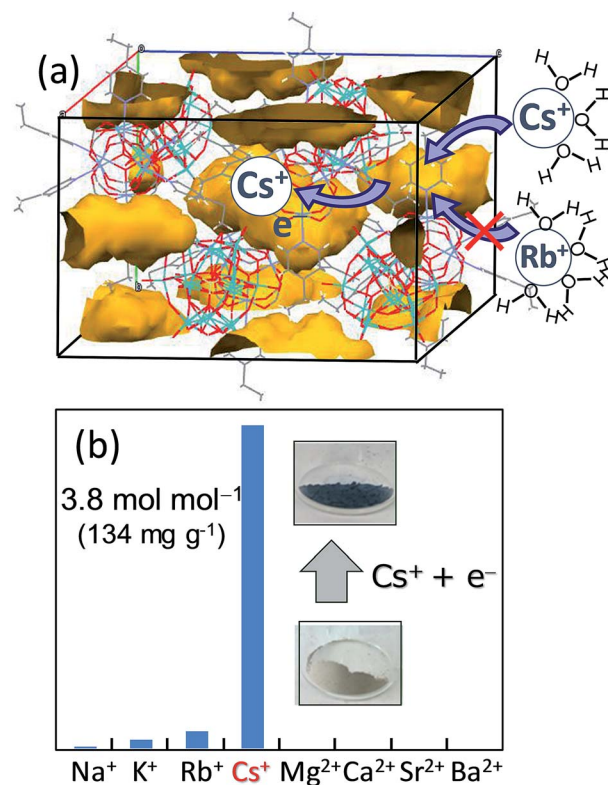 (a)
o
c
a
b
H
H
O
Cs⁺
O
H
H
O
H
H
Cs⁺
e⁻
Rb⁺
H
O
H
H
O
H
O
H
H
O
H
H
(b)
3.8 mol mol⁻¹
(134 mg g⁻¹)
Cs⁺ + e⁻
Na⁺ K⁺ Rb⁺ Cs⁺ Mg²⁺ Ca²⁺ Sr²⁺ Ba²⁺